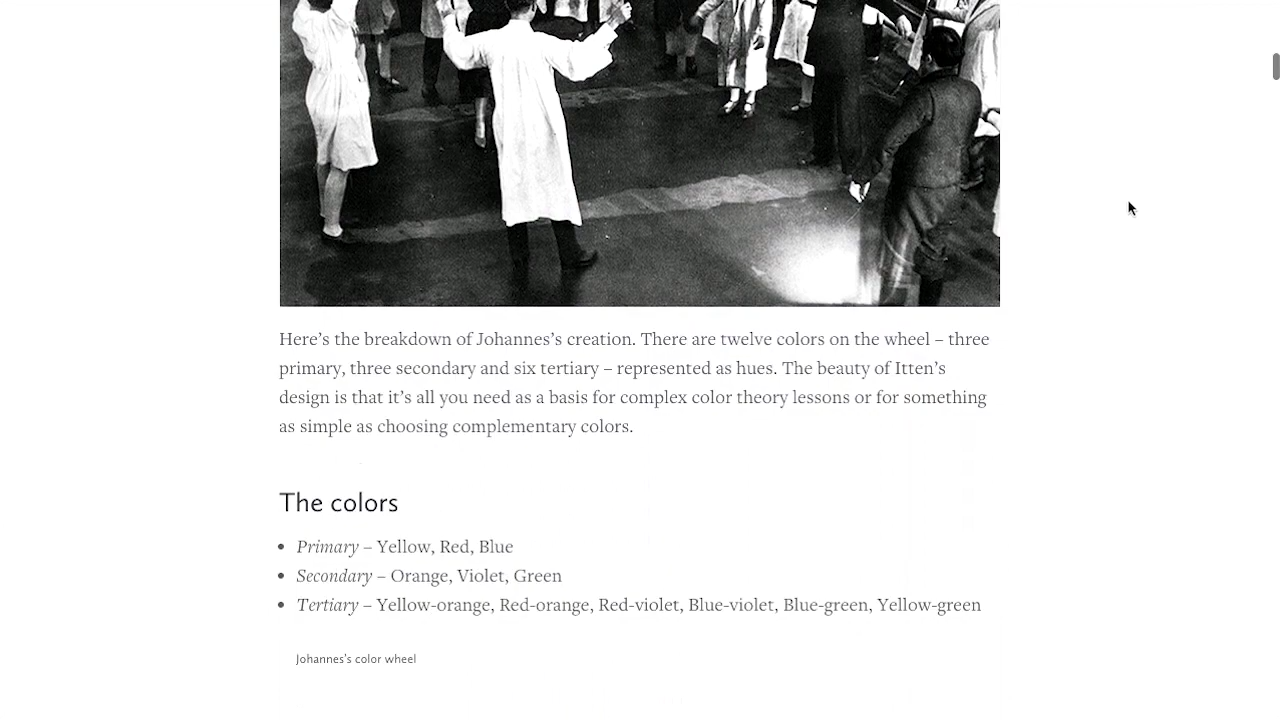 Here’s the breakdown of Johannes’s creation. There are twelve colors on the wheel – three
primary, three secondary and six tertiary – represented as hues. The beauty of Itten’s
design is that it’s all you need as a basis for complex color theory lessons or for something
as simple as choosing complementary colors.
The colors
• Primary – Yellow, Red, Blue
• Secondary – Orange, Violet, Green
• Tertiary – Yellow-orange, Red-orange, Red-violet, Blue-violet, Blue-green, Yellow-green
Johannes’s color wheel